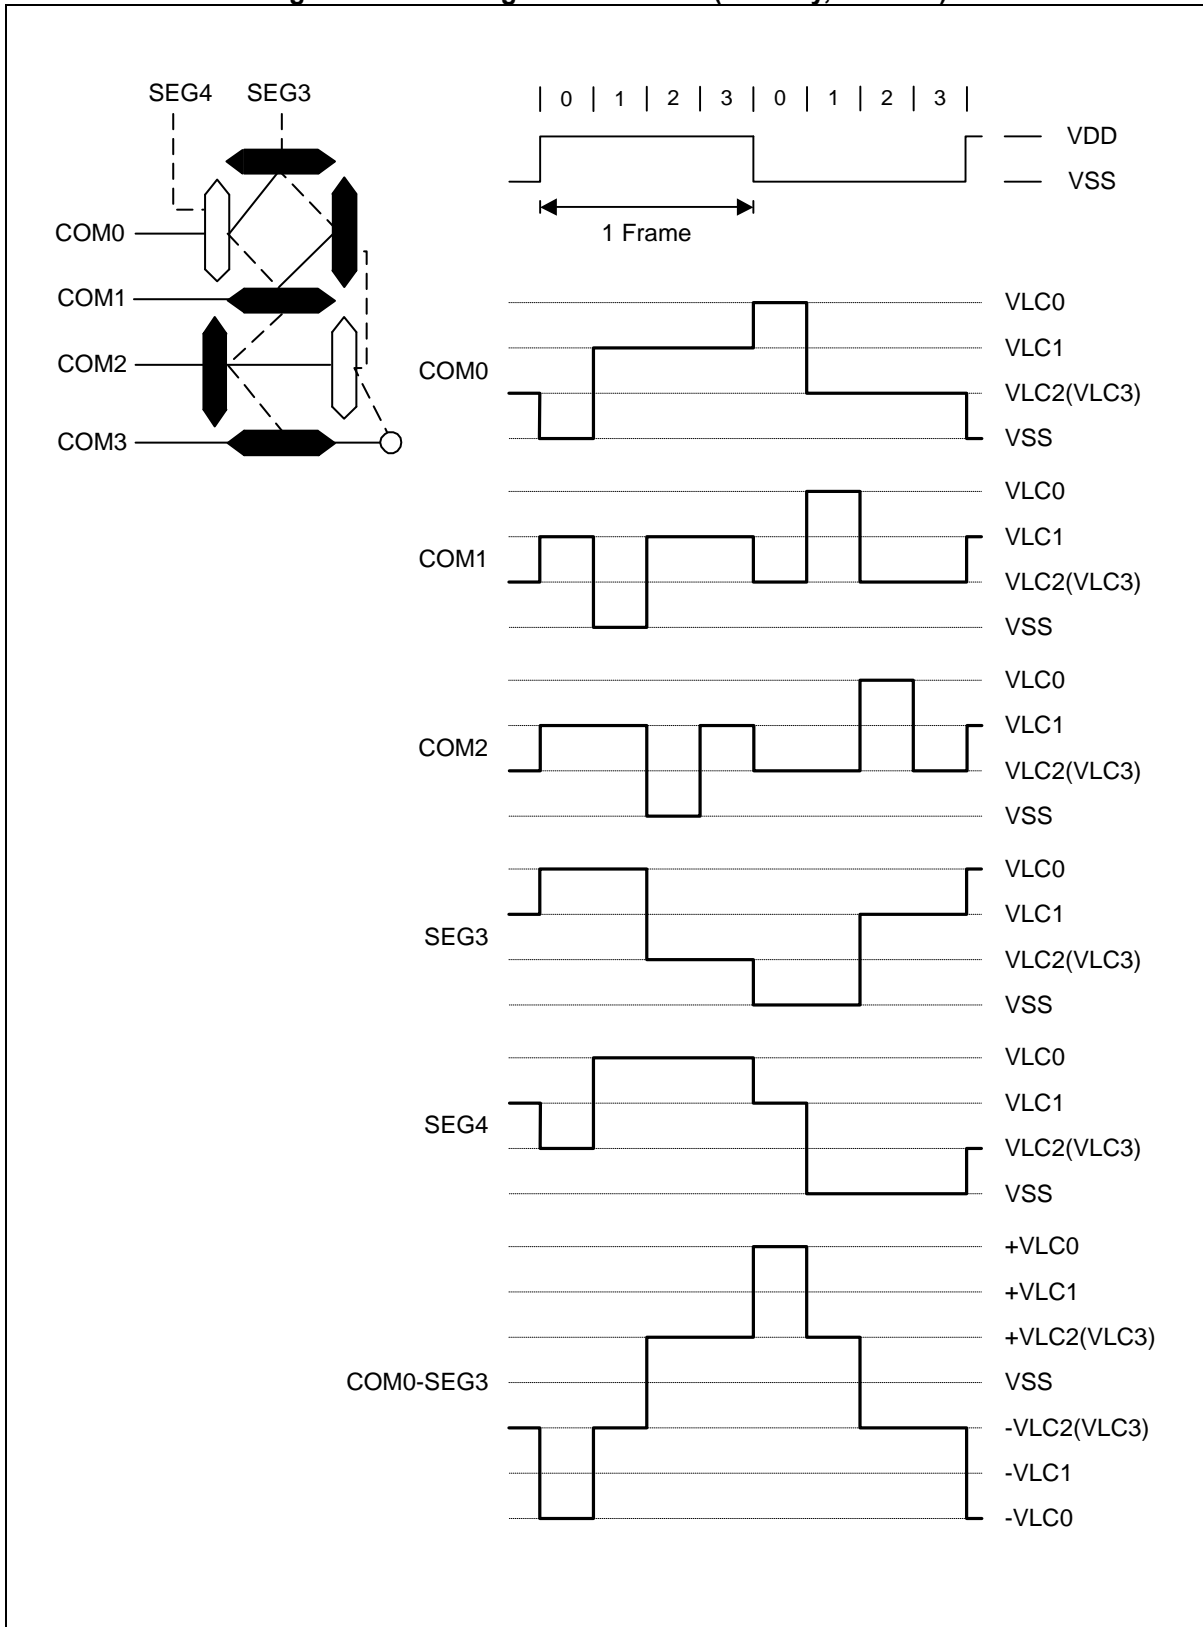 SEG4 SEG3
COM0
COM1
COM2
COM3
| 0 | 1 | 2 | 3 | 0 | 1 | 2 | 3 |
VDD
VSS
1 Frame
COM0
VLC0
VLC1
VLC2(VLC3)
VSS
COM1
VLC0
VLC1
VLC2(VLC3)
VSS
COM2
VLC0
VLC1
VLC2(VLC3)
VSS
SEG3
VLC0
VLC1
VLC2(VLC3)
VSS
SEG4
VLC0
VLC1
VLC2(VLC3)
VSS
COM0-SEG3
+VLC0
+VLC1
+VLC2(VLC3)
VSS
-VLC2(VLC3)
-VLC1
-VLC0